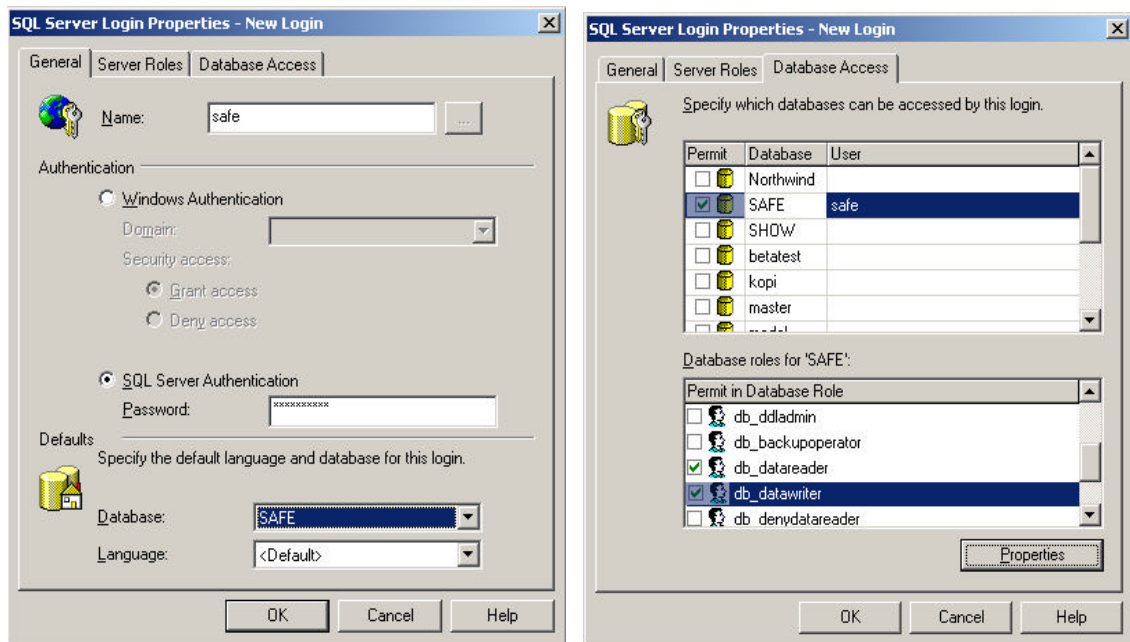 SQL Server Login Properties - New Login
General Server Roles Database Access
Name: safe ...
Authentication
Windows Authentication
Domain:
Security access:
Grant access
Deny access
SQL Server Authentication
Password: **********
Defaults
Specify the default language and database for this login.
Database: SAFE
Language: <Default>
OK Cancel Help
SQL Server Login Properties - New Login
General Server Roles Database Access
Specify which databases can be accessed by this login.
Permit Database User
Northwind
SAFE safe
SHOW
betatest
kopi
master
Database roles for 'SAFE':
Permit in Database Role
db_ddladmin
db_backupoperator
db_datareader
db_datawriter
db_denydatareader
Properties
OK Cancel Help